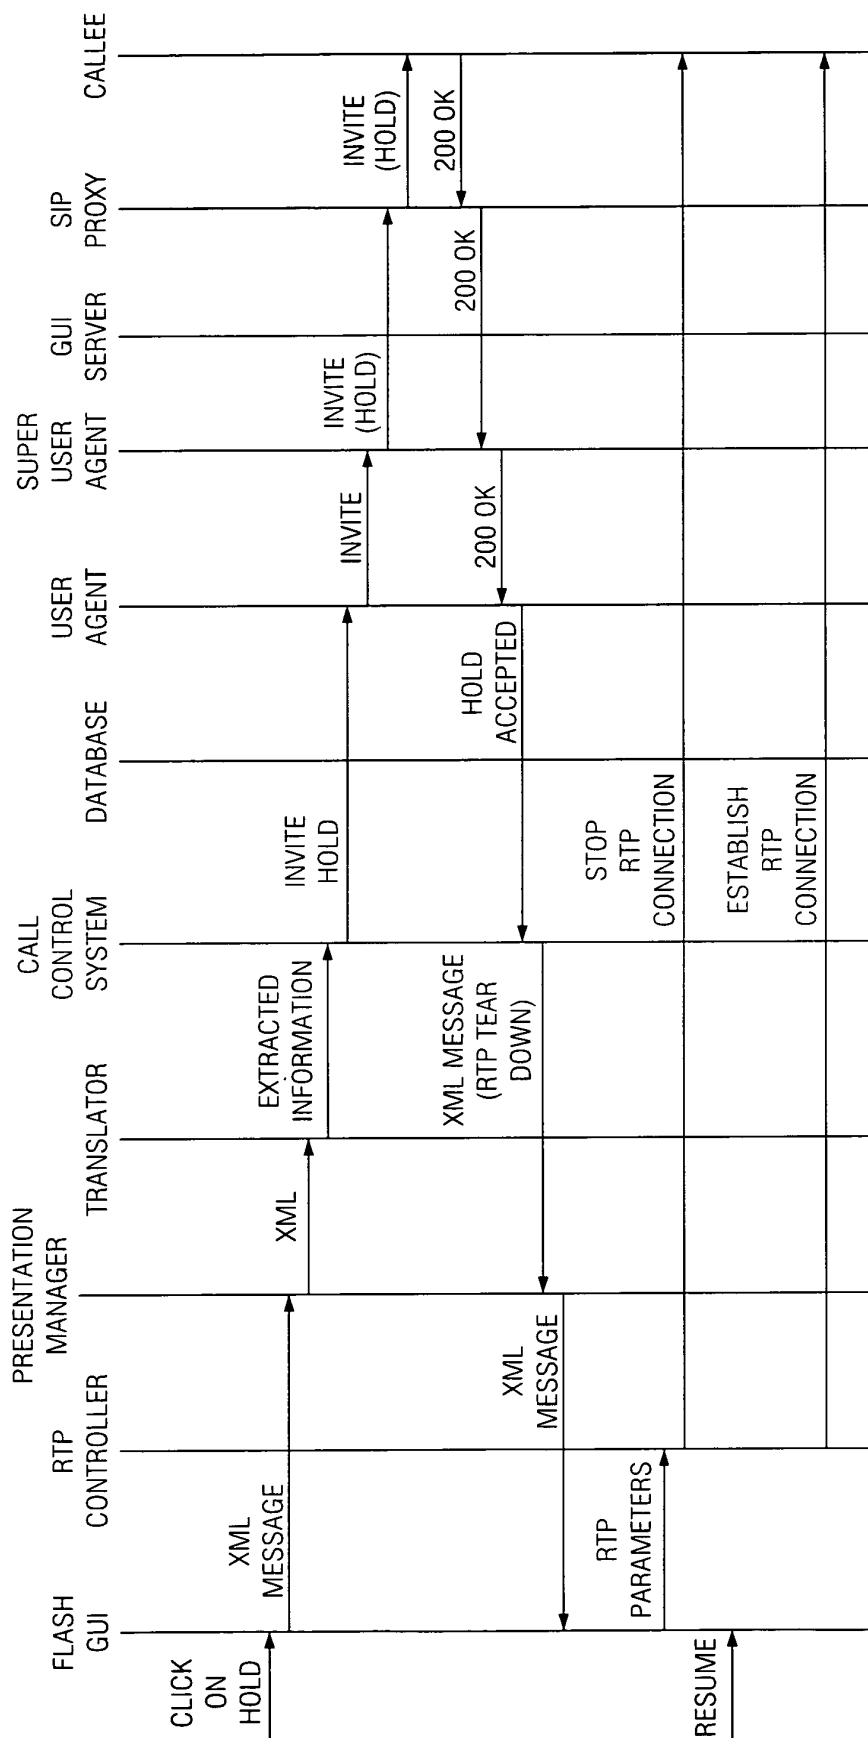 FLASH
GUI
RTP
CONTROLLER
PRESENTATION
MANAGER
TRANSLATOR
CALL
CONTROL
SYSTEM
DATABASE
USER
AGENT
SUPER
USER
AGENT
GUI
SERVER
SIP
PROXY
CALLEE
CLICK
ON
HOLD
XML
MESSAGE
XML
EXTRACTED
INFORMATION
INVITE
HOLD
INVITE
INVITE
(HOLD)
INVITE
(HOLD)
200 OK
200 OK
200 OK
HOLD
ACCEPTED
XML MESSAGE
(RTP TEAR
DOWN)
XML
MESSAGE
RTP
PARAMETERS
STOP
RTP
CONNECTION
RESUME
ESTABLISH
RTP
CONNECTION